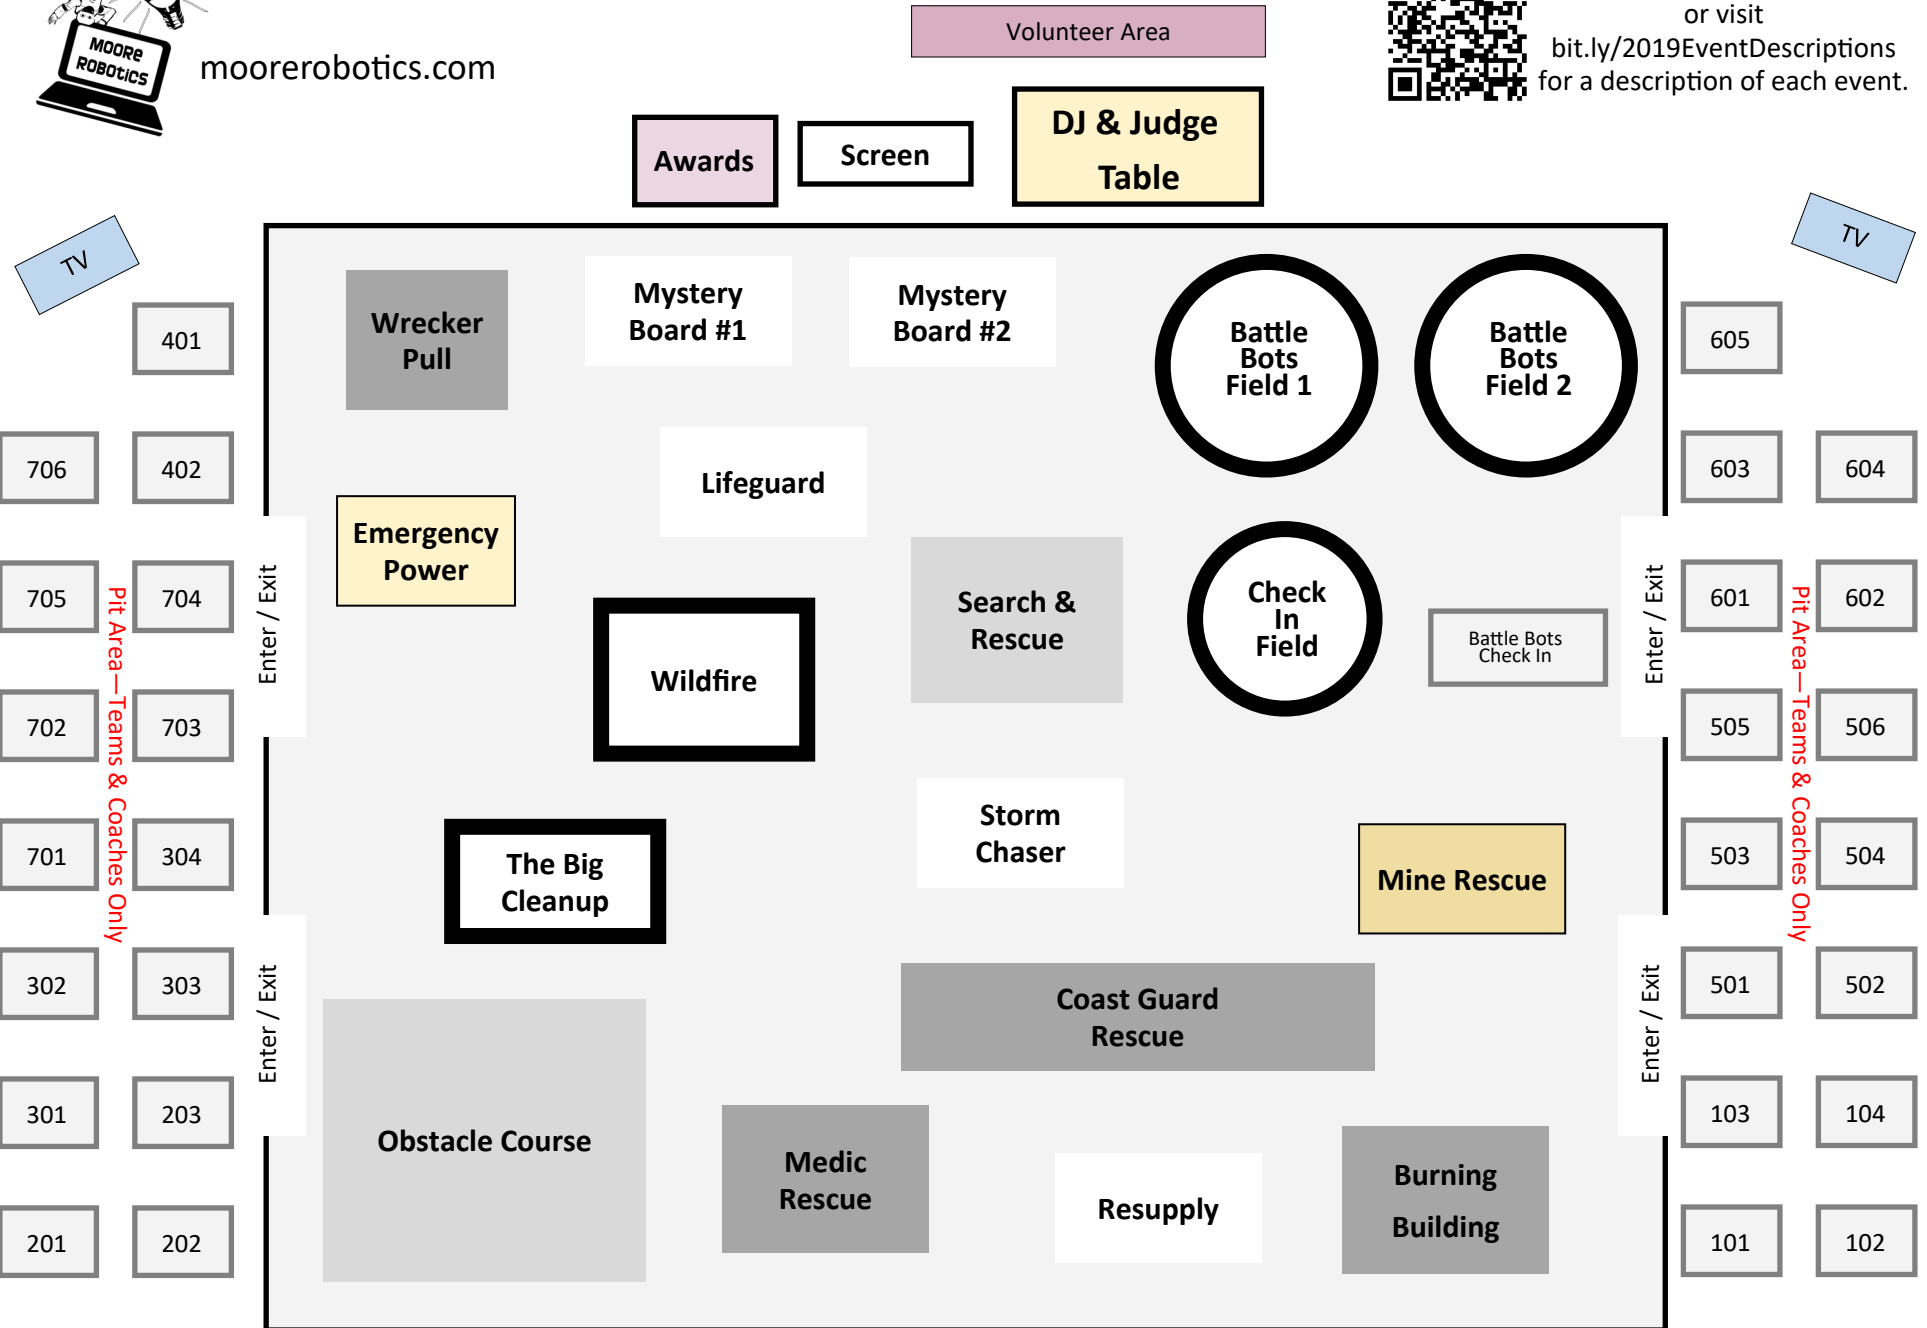 MOORE
ROBOTICS
moorerobotics.com
Volunteer Area
or visit
bit.ly/2019EventDescriptions
for a description of each event.
Awards
Screen
DJ & Judge
Table
TV
TV
401
706
402
705
704
702
703
701
304
302
303
301
203
201
202
Pit Area—Teams & Coaches Only
Enter / Exit
Enter / Exit
Wrecker
Pull
Mystery
Board #1
Mystery
Board #2
Battle
Bots
Field 1
Battle
Bots
Field 2
Lifeguard
Emergency
Power
Search &
Rescue
Check
In
Field
Battle Bots
Check In
Wildfire
Storm
Chaser
The Big
Cleanup
Mine Rescue
Coast Guard
Rescue
Obstacle Course
Medic
Rescue
Resupply
Burning
Building
Enter / Exit
Enter / Exit
605
603
604
601
602
505
506
503
504
501
502
103
104
101
102
Pit Area—Teams & Coaches Only